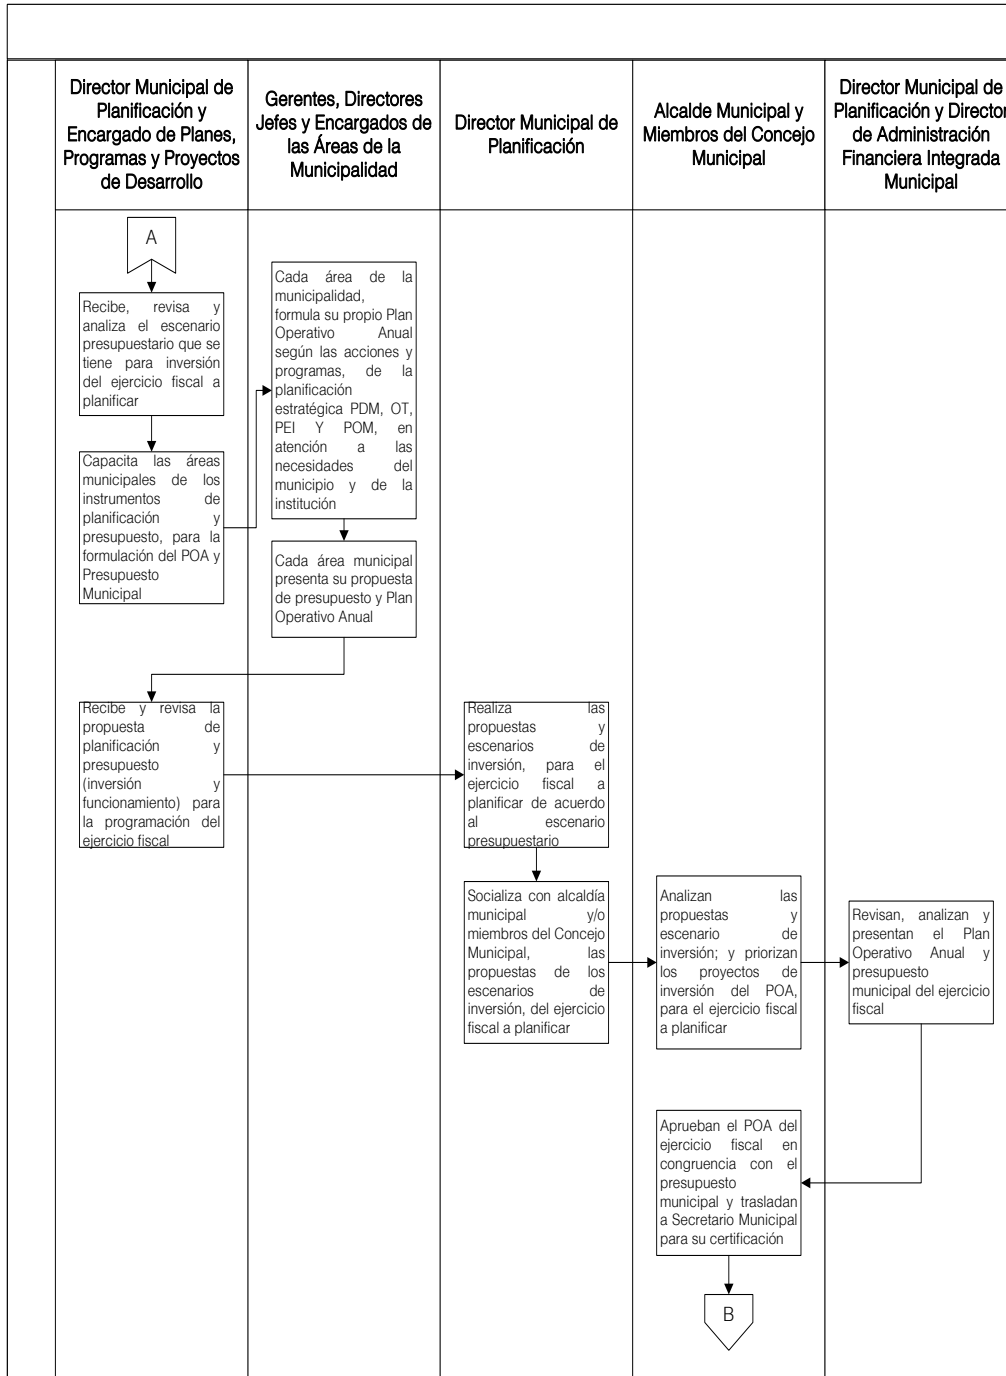 Director Municipal de
Planificación y
Encargado de Planes,
Programas y Proyectos
de Desarrollo
Gerentes, Directores
Jefes y Encargados de
las Áreas de la
Municipalidad
Director Municipal de
Planificación
Alcalde Municipal y
Miembros del Concejo
Municipal
Director Municipal de
Planificación y Director
de Administración
Financiera Integrada
Municipal
A
Recibe, revisa y
analiza el escenario
presupuestario que se
tiene para inversión
del ejercicio fiscal a
planificar
Capacita las áreas
municipales de los
instrumentos de
planificación y
presupuesto, para la
formulación del POA y
Presupuesto
Municipal
Cada área de la
municipalidad,
formula su propio Plan
Operativo Anual
según las acciones y
programas, de la
planificación
estratégica PDM, OT,
PEI Y POM, en
atención a las
necesidades del
municipio y de la
institución
Cada área municipal
presenta su propuesta
de presupuesto y Plan
Operativo Anual
Recibe y revisa la
propuesta de
planificación y
presupuesto
(inversión y
funcionamiento) para
la programación del
ejercicio fiscal
Realiza las
propuestas y
escenarios de
inversión, para el
ejercicio fiscal a
planificar de acuerdo
al escenario
presupuestario
Socializa con alcaldía
municipal y/o
miembros del Concejo
Municipal, las
propuestas de los
escenarios de
inversión, del ejercicio
fiscal a planificar
Analizan las
propuestas y
escenario de
inversión; y priorizan
los proyectos de
inversión del POA,
para el ejercicio fiscal
a planificar
Revisan, analizan y
presentan el Plan
Operativo Anual y
presupuesto
municipal del ejercicio
fiscal
Aprueban el POA del
ejercicio fiscal en
congruencia con el
presupuesto
municipal y trasladan
a Secretario Municipal
para su certificación
B